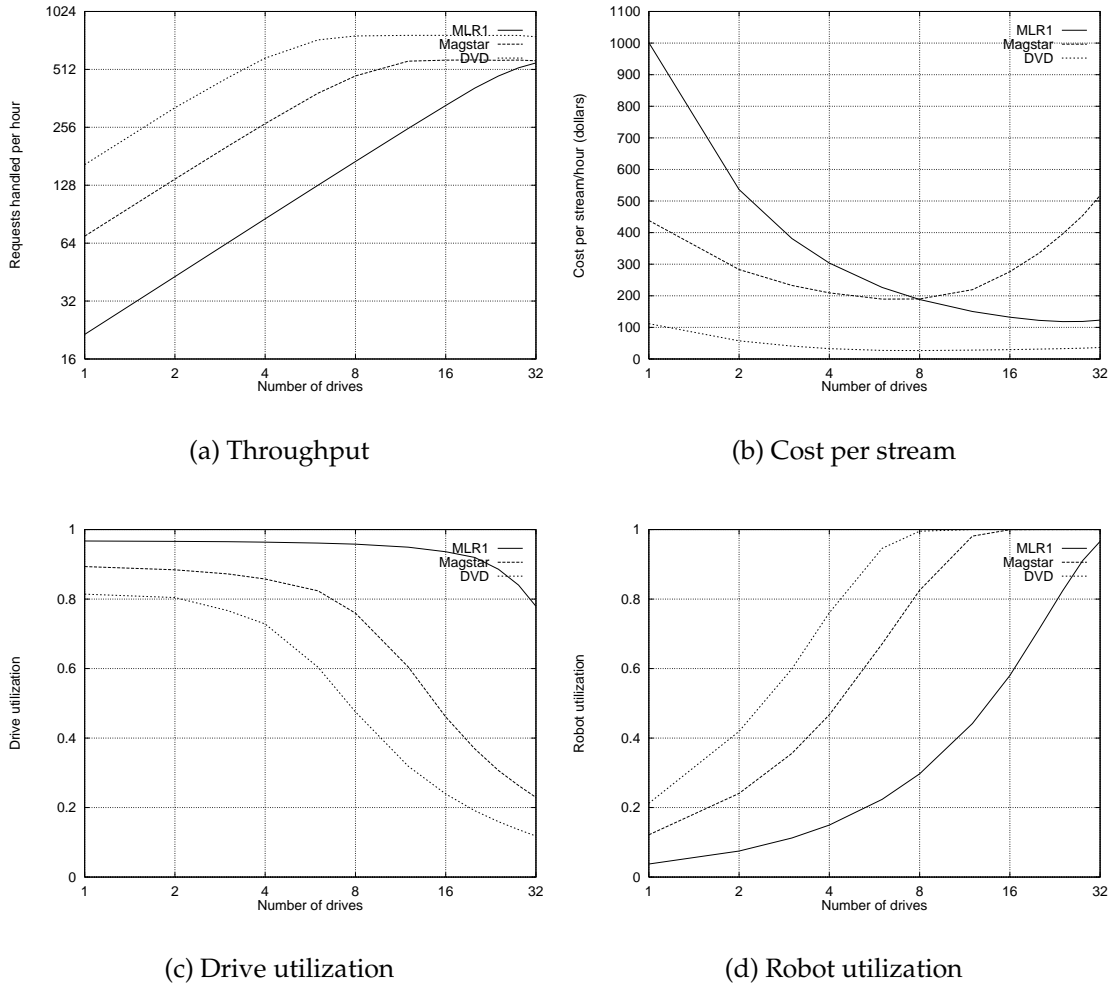 1024
512
256
128
64
32
16
Requests handled per hour
MLR1
Magstar
DVD
1 2 4 8 16 32
Number of drives
(a) Throughput
1100
1000
900
800
700
600
500
400
300
200
100
0
Cost per stream/hour (dollars)
MLR1
Magstar
DVD
1 2 4 8 16 32
Number of drives
(b) Cost per stream
1
0.8
0.6
0.4
0.2
0
Drive utilization
MLR1
Magstar
DVD
1 2 4 8 16 32
Number of drives
(c) Drive utilization
1
0.8
0.6
0.4
0.2
0
Robot utilization
MLR1
Magstar
DVD
1 2 4 8 16 32
Number of drives
(d) Robot utilization